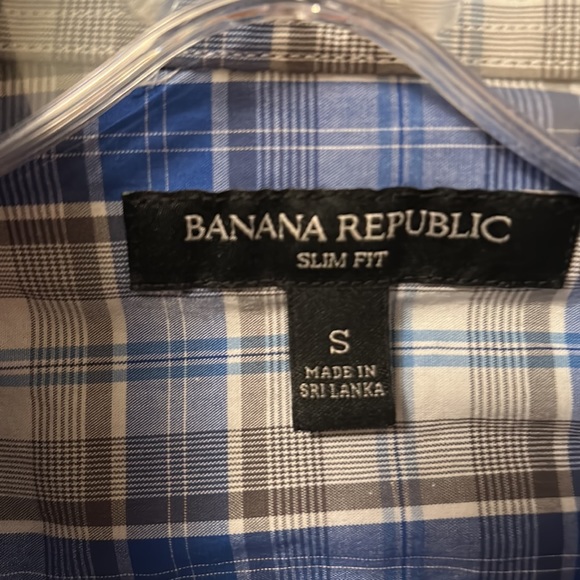 BANANA REPUBLIC
SLIM FIT
S
MADE IN
SRI LANKA